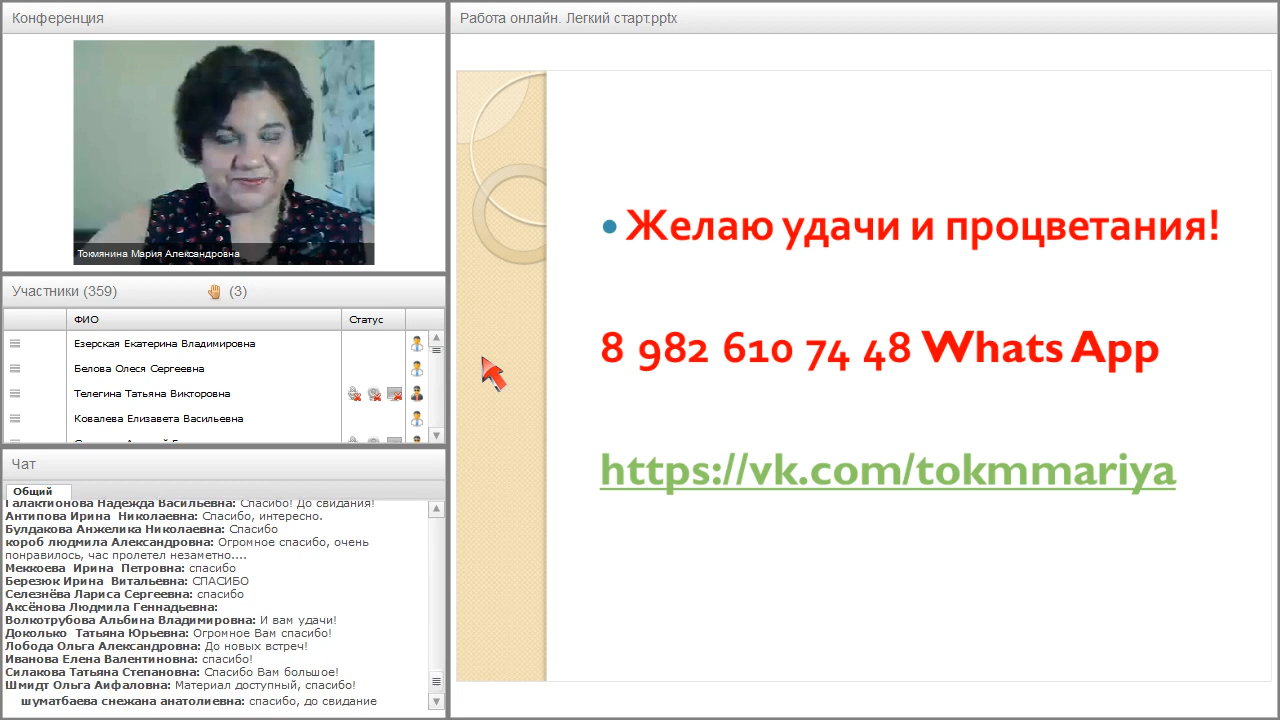 Конференция
Токмянина Мария Александровна
Участники (359) (3)
ФИО Статус
Езерская Екатерина Владимировна
Белова Олеся Сергеевна
Телегина Татьяна Викторовна
Ковалева Елизавета Васильевна
Чат
Общий
Галактионова Надежда Васильевна: Спасибо! До свидания!
Антипова Ирина Николаевна: Спасибо, интересно.
Булдакова Анжелика Николаевна: Спасибо
короб людмила Александровна: Огромное спасибо, очень
понравилось, час пролетел незаметно....
Меккоева Ирина Петровна: спасибо
Березюк Ирина Витальевна: СПАСИБО
Селезнёва Лариса Сергеевна: спасибо
Аксёнова Людмила Геннадьевна:
Волкотрубова Альбина Владимировна: И вам удачи!
Доколько Татьяна Юрьевна: Огромное Вам спасибо!
Лобода Ольга Александровна: До новых встреч!
Иванова Елена Валентиновна: спасибо!
Силакова Татьяна Степановна: Спасибо Вам большое!
Шмидт Ольга Аифаловна: Материал доступный, спасибо!
шуматбаева снежана анатолиевна: спасибо, до свидание
Работа онлайн. Легкий старт.pptx
• Желаю удачи и процветания!
8 982 610 74 48 Whats App
https://vk.com/tokmmariya